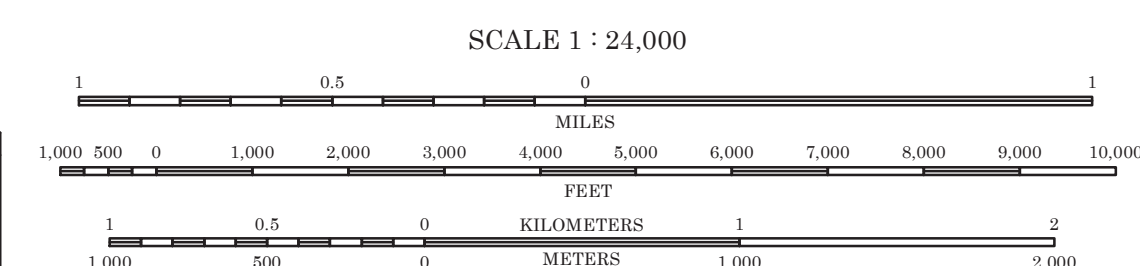 SCALE 1 : 24,000
1 0.5 0 1
MILES
1,000 500 0 1,000 2,000 3,000 4,000 5,000 6,000 7,000 8,000 9,000 10,000
FEET
1 0.5 0 KILOMETERS 1 2
1,000 500 0 METERS 1,000 2,000